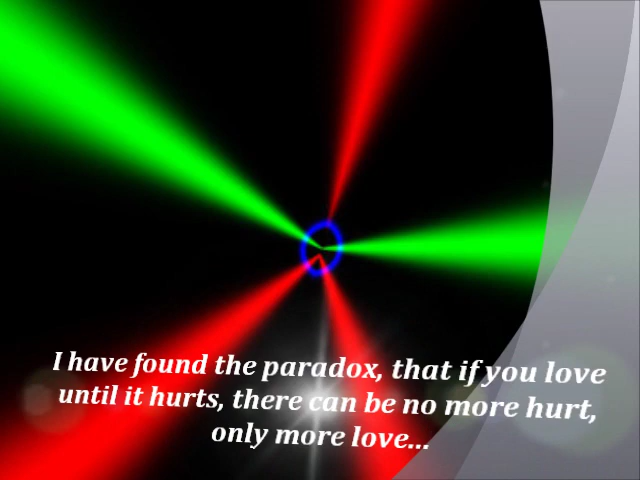 I have found the paradox, that if you love
until it hurts, there can be no more hurt,
only more love...